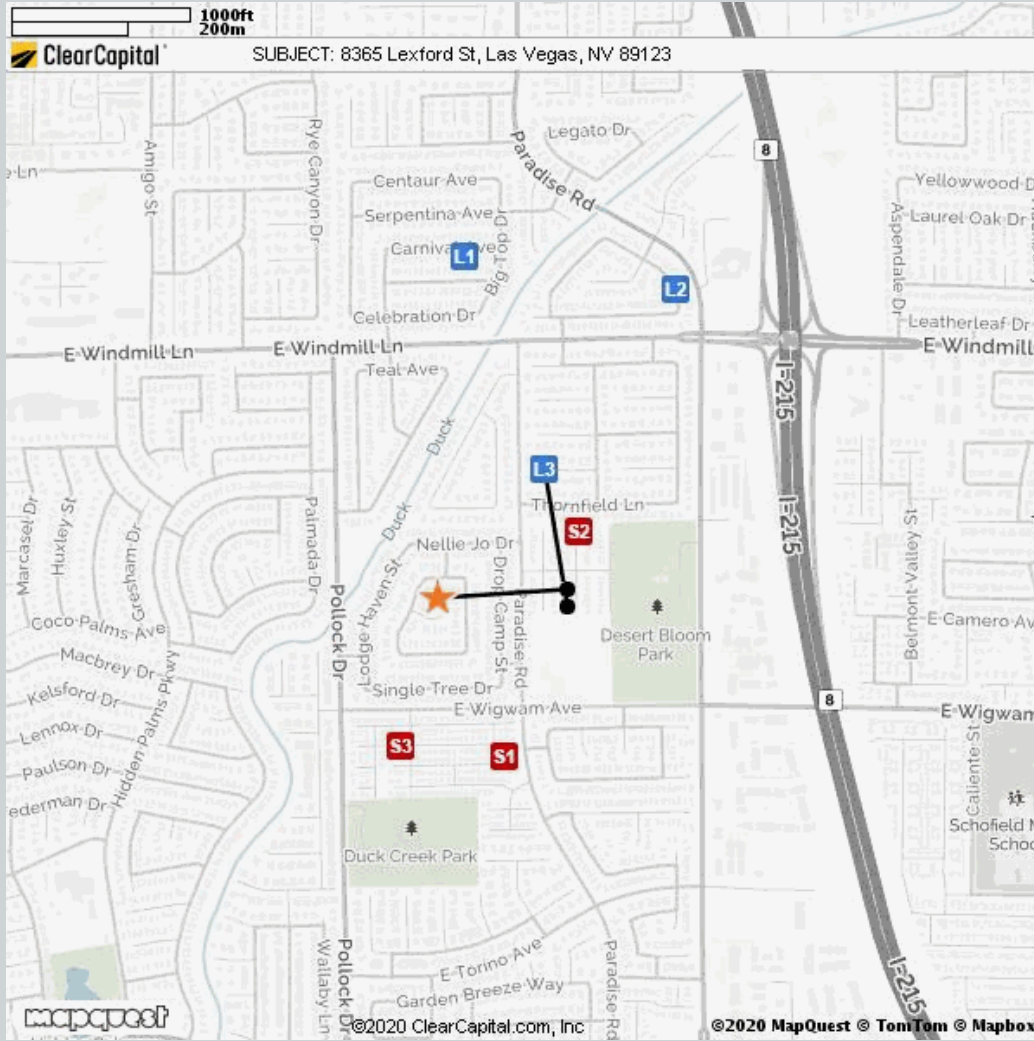 1000ft
200m
ClearCapital
SUBJECT: 8365 Lexford St, Las Vegas, NV 89123
Legato Dr
8
Paradise Rd
Amigo St
Rye Canyon Dr
Ln
Centaur Ave
Yellowwood D
Serpentina Ave
Laurel Oak Dr
Big Top D
Aspendale Dr
Carnival Ave
L1
L2
Celebration Dr
Leatherleaf Dr
E Windmill Ln
E Windmill Ln
E Windmill
Teal Ave
I-215
Duck
L3
Marcasel Dr
Huxley St
Gresham Dr
Palmada Dr
Thornfield Ln
I-215
Duck
S2
Nellie Jo Dr
Belmont Valley St
Lodgepole Haven St
Drop Camp St
Paradise Rd
Pollock Dr
Coco Palms Ave
E Camero Av
Desert Bloom
Park
Macbrey Dr
Kelsford Dr
Single Tree Dr
8
E Wigwam Ave
E Wigwam
Lennox Dr
Hidden Palms Pkwy
S3
S1
Caliente St
Paulson Dr
ederman Dr
Schofield M
Schoo
Duck Creek Park
E Torino Ave
Wallaby Ln
Pollock Dr
Paradise Rd
I-215
Garden Breeze Way
mapquest
©2020 ClearCapital.com, Inc
©2020 MapQuest © TomTom © Mapbox